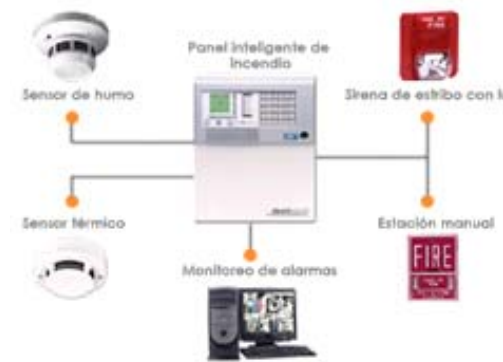 Panel inteligente de
incendio
Sensor de humo
Sirena de estribo con l
Sensor térmico
Estación manual
FIRE
Monitoreo de alarmas